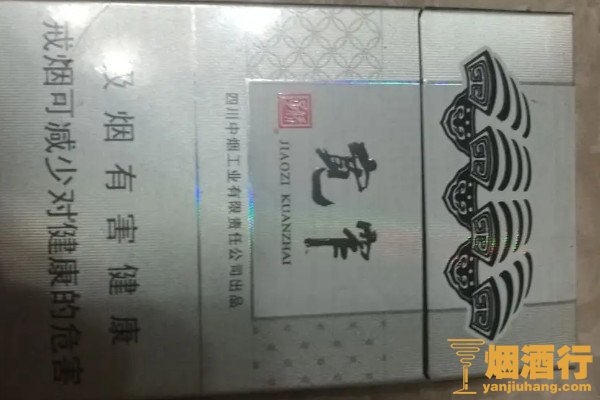 宽窄
JIAOZI KUANZHAI
四川中烟工业有限责任公司出品
吸烟有害健康
戒烟可减少对健康的危害
烟酒行
yanjiuhang.com